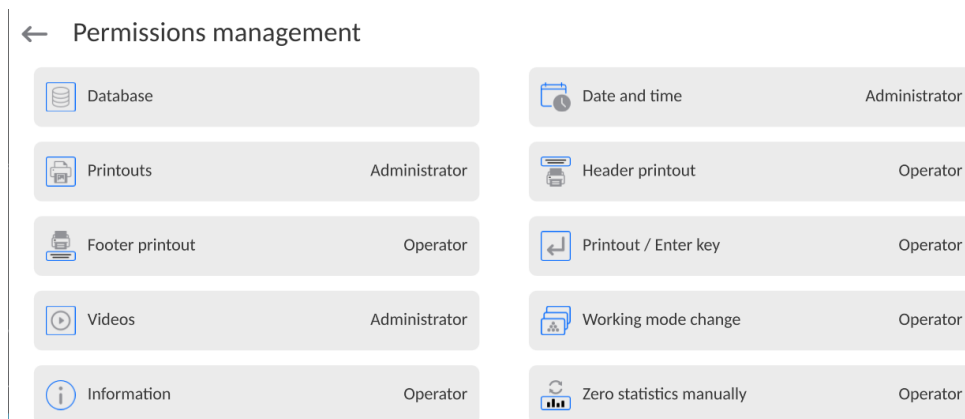 Permissions management
Database
Date and time Administrator
Printouts Administrator
Header printout Operator
Footer printout Operator
Printout / Enter key Operator
Videos Administrator
Working mode change Operator
Information Operator
Zero statistics manually Operator